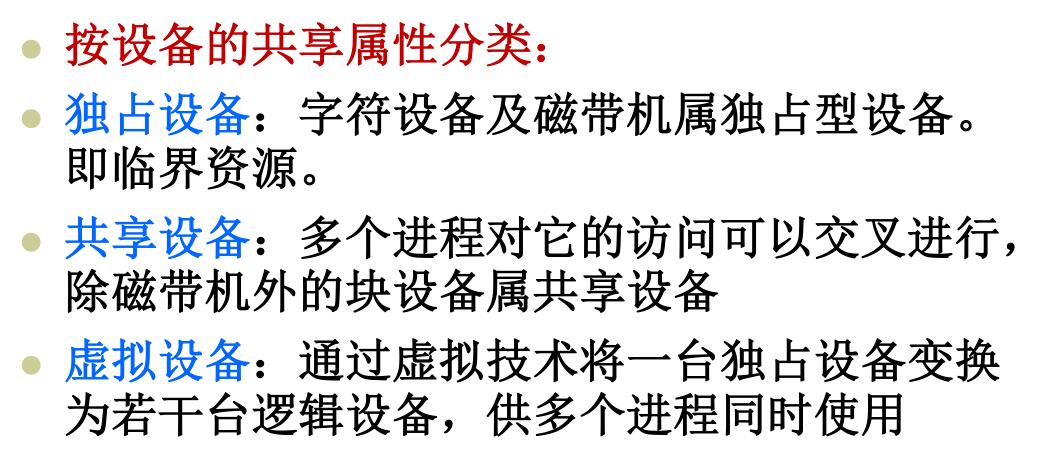 按设备的共享属性分类：
独占设备：字符设备及磁带机属独占型设备。
即临界资源。
共享设备：多个进程对它的访问可以交叉进行，
除磁带机外的块设备属共享设备
虚拟设备：通过虚拟技术将一台独占设备变换
为若干台逻辑设备，供多个进程同时使用